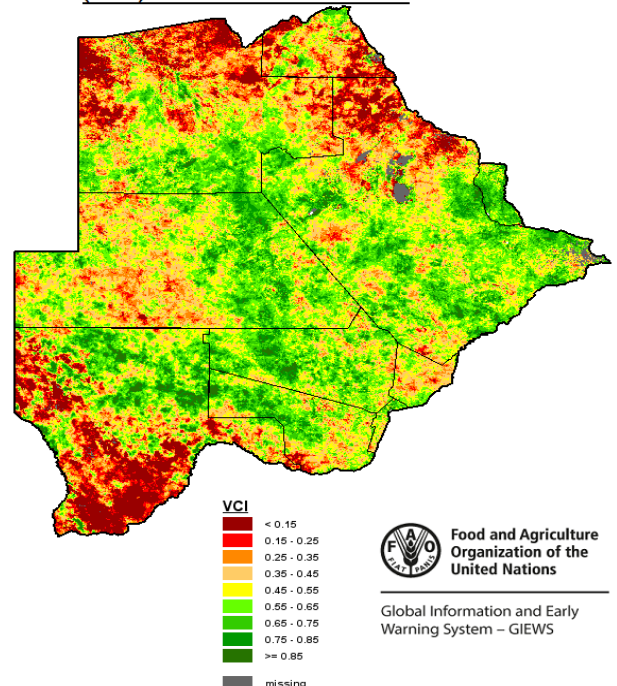 VCI
< 0.15
0.15 - 0.25
0.25 - 0.35
0.35 - 0.45
0.45 - 0.55
0.55 - 0.65
0.65 - 0.75
0.75 - 0.85
>= 0.85
missing
F A O
FIAT PANIS
Food and Agriculture
Organization of the
United Nations
Global Information and Early
Warning System – GIEWS